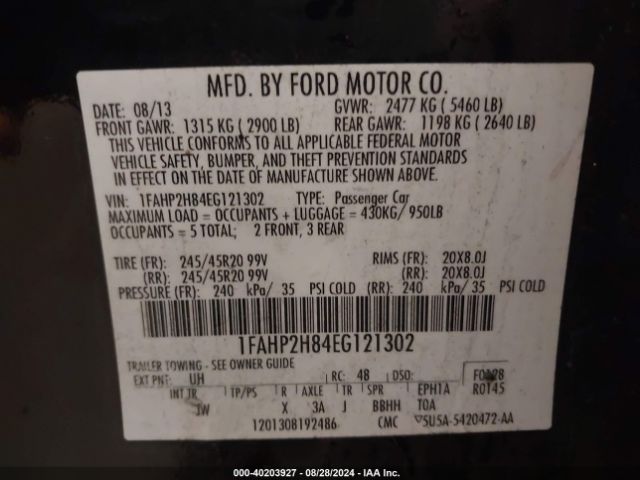 MFD. BY FORD MOTOR CO.
DATE: 08/13 GVWR: 2477 KG ( 5460 LB)
FRONT GAWR: 1315 KG ( 2900 LB) REAR GAWR: 1198 KG ( 2640 LB)
THIS VEHICLE CONFORMS TO ALL APPLICABLE FEDERAL MOTOR
VEHICLE SAFETY, BUMPER, AND THEFT PREVENTION STANDARDS
IN EFFECT ON THE DATE OF MANUFACTURE SHOWN ABOVE.
VIN: 1FAHP2H84EG121302 TYPE: Passenger Car
MAXIMUM LOAD = OCCUPANTS + LUGGAGE = 430KG/ 950LB
OCCUPANTS = 5 TOTAL: 2 FRONT, 3 REAR
TIRE (FR): 245/45R20 99V RIMS (FR): 20X8.0J
(RR): 245/45R20 99V (RR): 20X8.0J
PRESSURE (FR): 240 kPa/ 35 PSI COLD (RR): 240 kPa/ 35 PSI COLD
1FAHP2H84EG121302
TRAILER TOWING - SEE OWNER GUIDE
EXT PNT: UH RC: 48 DSO: 
INT TR TP/PS R AXLE TR SPR EPH1A R0145
JW X 3A J BBHH TOA
1201308192486 CMC 5U5A-5420472-AA
000-40203927 - 08/28/2024 - IAA Inc.